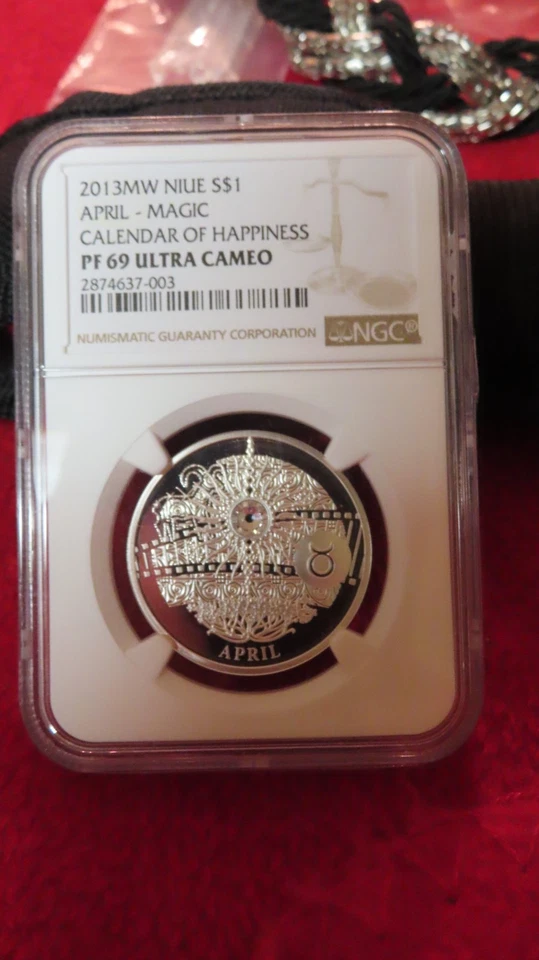 2013MW NIUE S$1
APRIL - MAGIC
CALENDAR OF HAPPINESS
PF 69 ULTRA CAMEO
2874637-003
NUMISMATIC GUARANTY CORPORATION
NGC®
APRIL